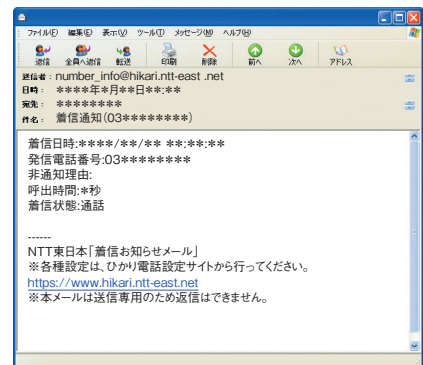 ファイル(F) 編集(E) 表示(V) ツール(T) メッセージ(M) ヘルプ(H)
返信 全員へ返信 転送 印刷 削除 前へ 次へ アドレス
送信者: number_info@hikari.ntt-east .net
日時: ****年*月**日**:**
宛先: ********
件名: 着信通知(03********)
着信日時:****/**/** **:**:**
発信電話番号:03********
非通知理由:
呼出時間:*秒
着信状態:通話
------
NTT東日本「着信お知らせメール」
※各種設定は、ひかり電話設定サイトから行ってください。
https://www.hikari.ntt-east.net
※本メールは送信専用のため返信はできません。